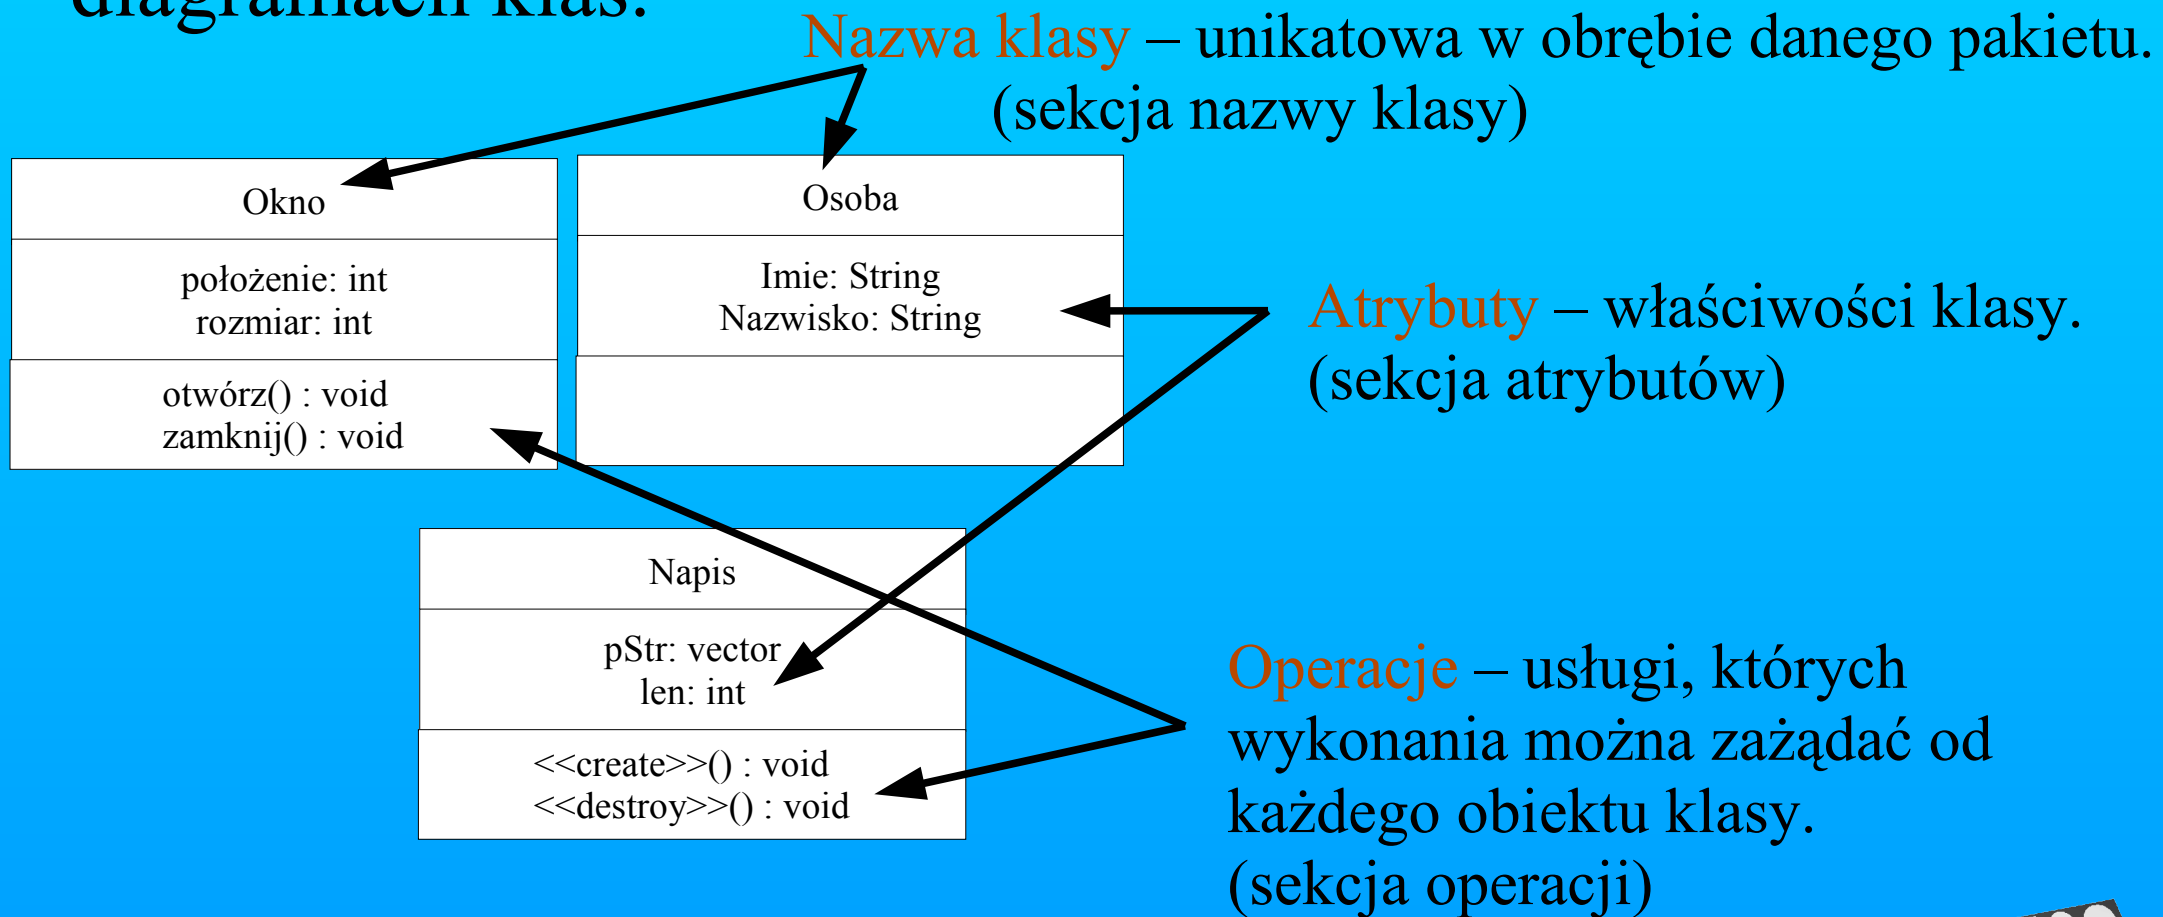 diagramach klas.
Nazwa klasy – unikatowa w obrębie danego pakietu.
(sekcja nazwy klasy)
Okno
położenie: int
rozmiar: int
otwórz() : void
zamknij() : void
Osoba
Imie: String
Nazwisko: String
Atrybuty – właściwości klasy.
(sekcja atrybutów)
Napis
pStr: vector
len: int
<<create>>() : void
<<destroy>>() : void
Operacje – usługi, których
wykonania można zażądać od
każdego obiektu klasy.
(sekcja operacji)